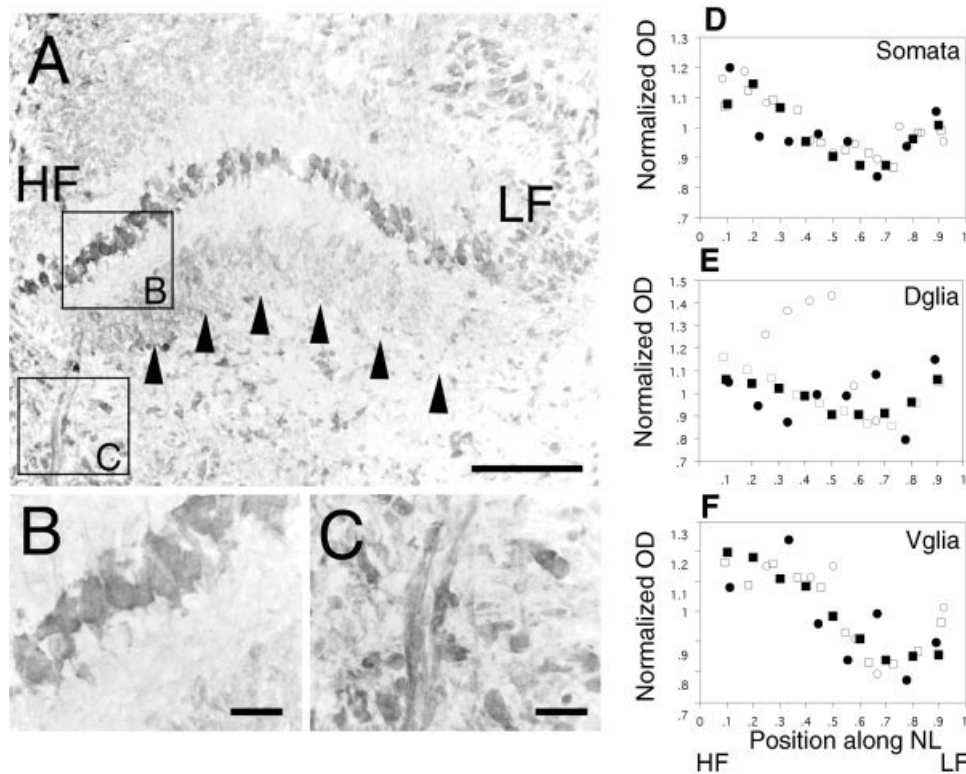 A
HF
LF
B
C
B
C
D
Somata
Normalized OD
1.3
1.2
1.1
1
.9
.8
.7
0 .1 .2 .3 .4 .5 .6 .7 .8 .9 1
E
Dglia
Normalized OD
1.5
1.4
1.3
1.2
1.1
1
.9
.8
.7
0 .1 .2 .3 .4 .5 .6 .7 .8 .9 1
F
Vglia
Normalized OD
1.3
1.2
1.1
1
.9
.8
.7
0 .1 .2 .3 .4 .5 .6 .7 .8 .9 1
Position along NL
HF
LF